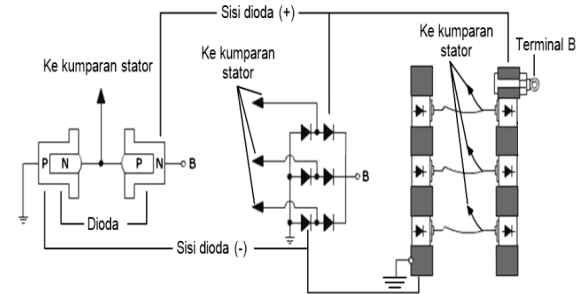 Sisi dioda (+)
Ke kumparan stator
Ke kumparan
stator
Ke kumparan
stator
Terminal B
P N
P N
B
B
Dioda
Sisi dioda (-)